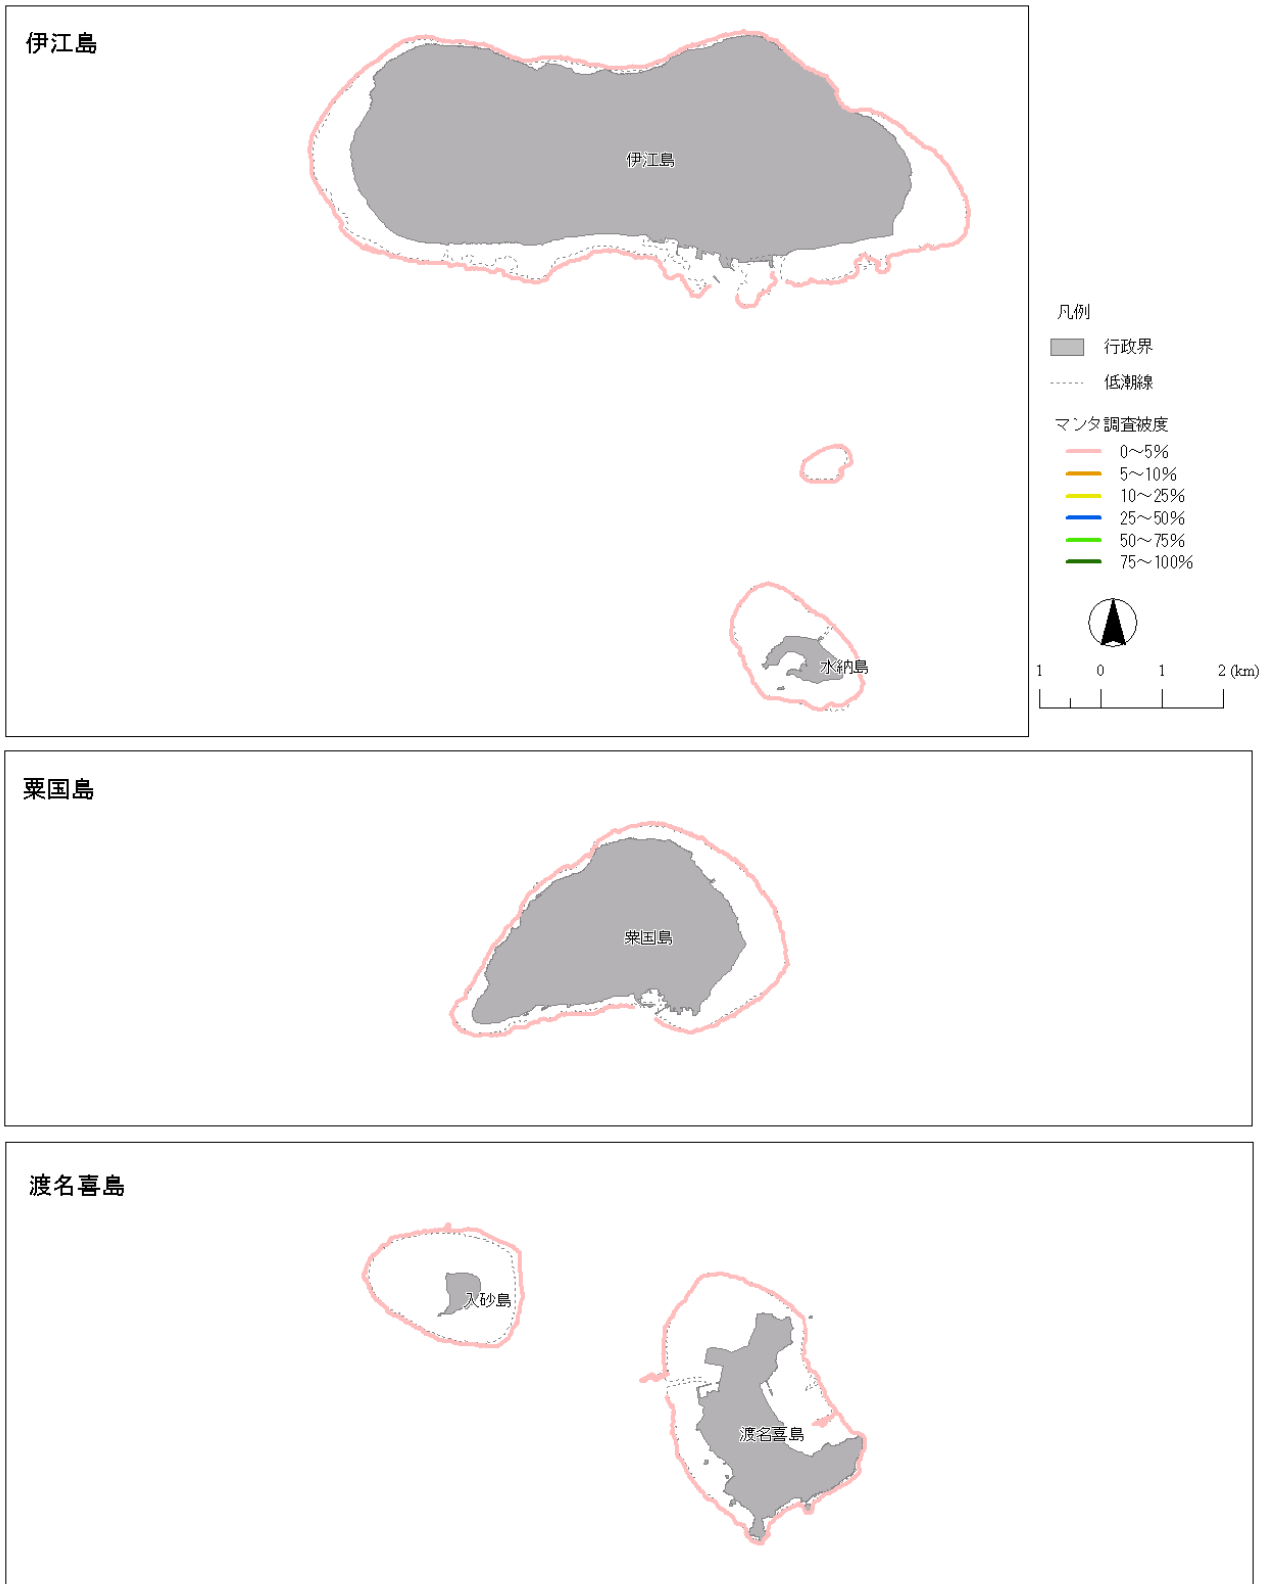 伊江島
伊江島
水納島
凡例
行政界
低潮線
マンタ調査被度
0～5%
5～10%
10～25%
25～50%
50～75%
75～100%
1 0 1 2 (km)
粟国島
粟国島
渡名喜島
入砂島
渡名喜島